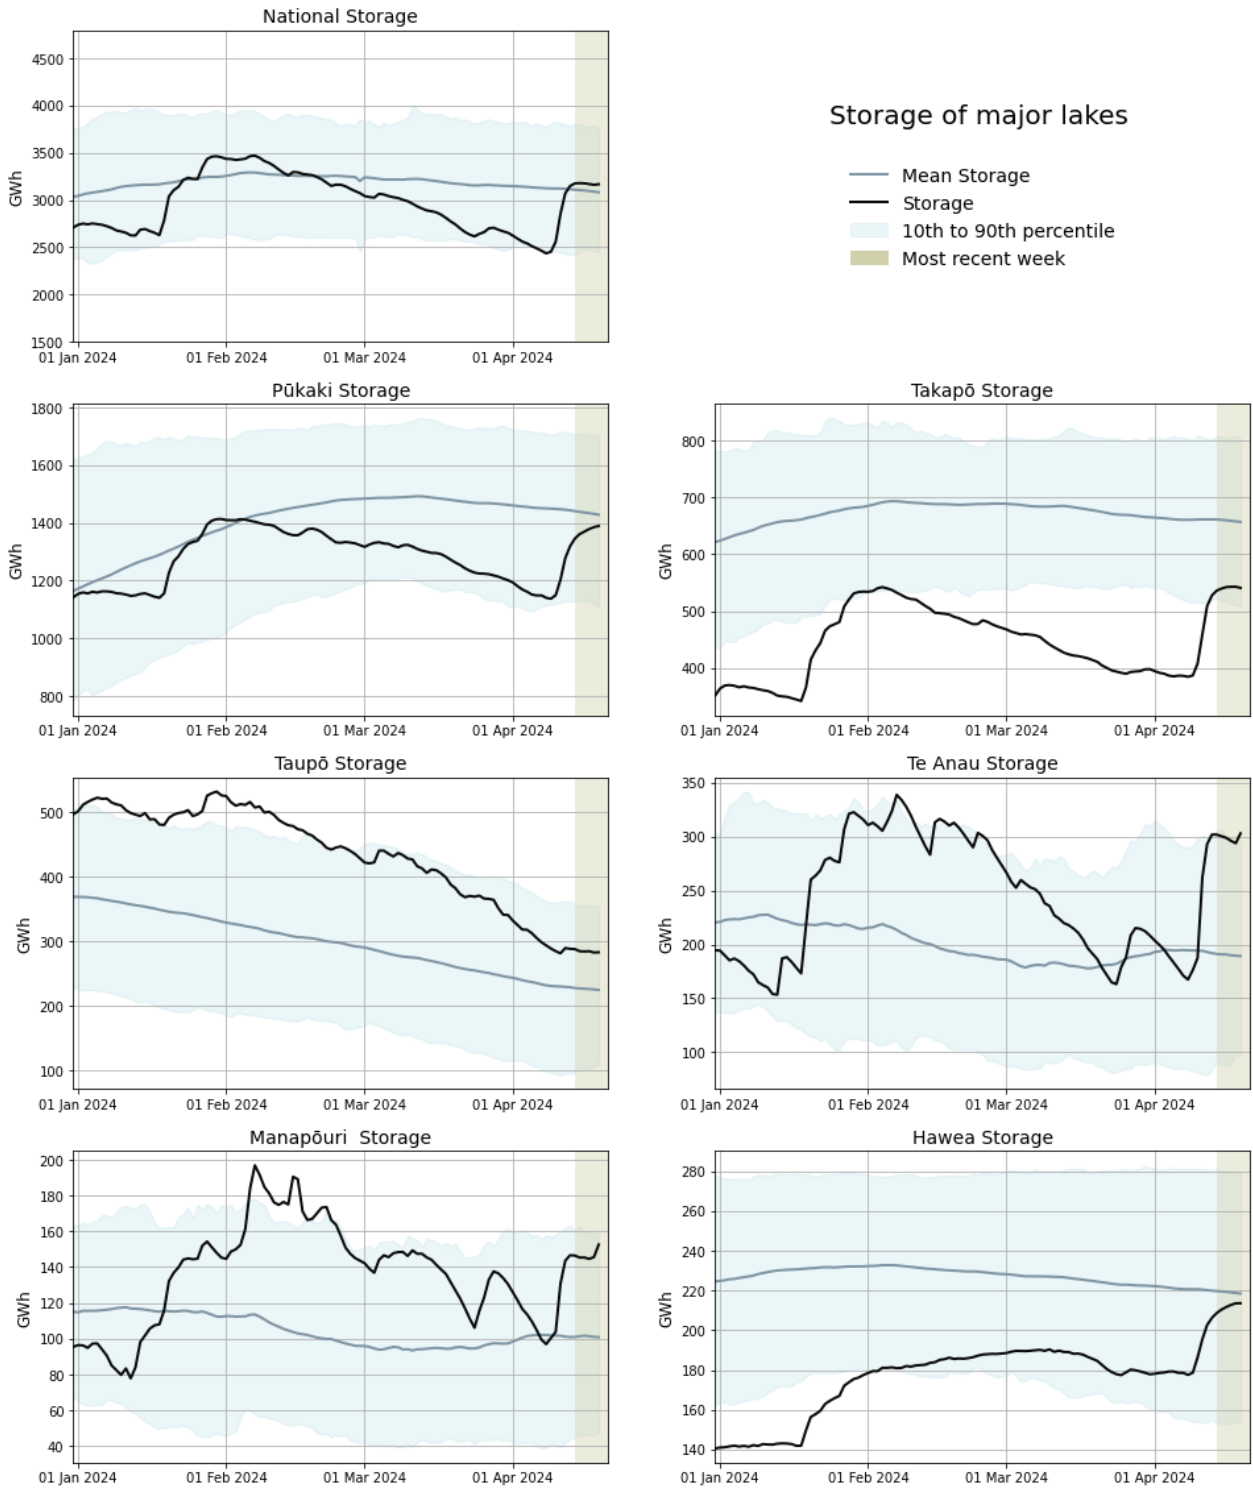 National Storage
GWh
4500
4000
3500
3000
2500
2000
1500
01 Jan 2024 01 Feb 2024 01 Mar 2024 01 Apr 2024
Storage of major lakes
Mean Storage
Storage
10th to 90th percentile
Most recent week
Pūkaki Storage
GWh
1800
1600
1400
1200
1000
800
01 Jan 2024 01 Feb 2024 01 Mar 2024 01 Apr 2024
Takapō Storage
GWh
800
700
600
500
400
01 Jan 2024 01 Feb 2024 01 Mar 2024 01 Apr 2024
Taupō Storage
GWh
500
400
300
200
100
01 Jan 2024 01 Feb 2024 01 Mar 2024 01 Apr 2024
Te Anau Storage
GWh
350
300
250
200
150
100
01 Jan 2024 01 Feb 2024 01 Mar 2024 01 Apr 2024
Manapōuri  Storage
GWh
200
180
160
140
120
100
80
60
40
01 Jan 2024 01 Feb 2024 01 Mar 2024 01 Apr 2024
Hawea Storage
GWh
280
260
240
220
200
180
160
140
01 Jan 2024 01 Feb 2024 01 Mar 2024 01 Apr 2024